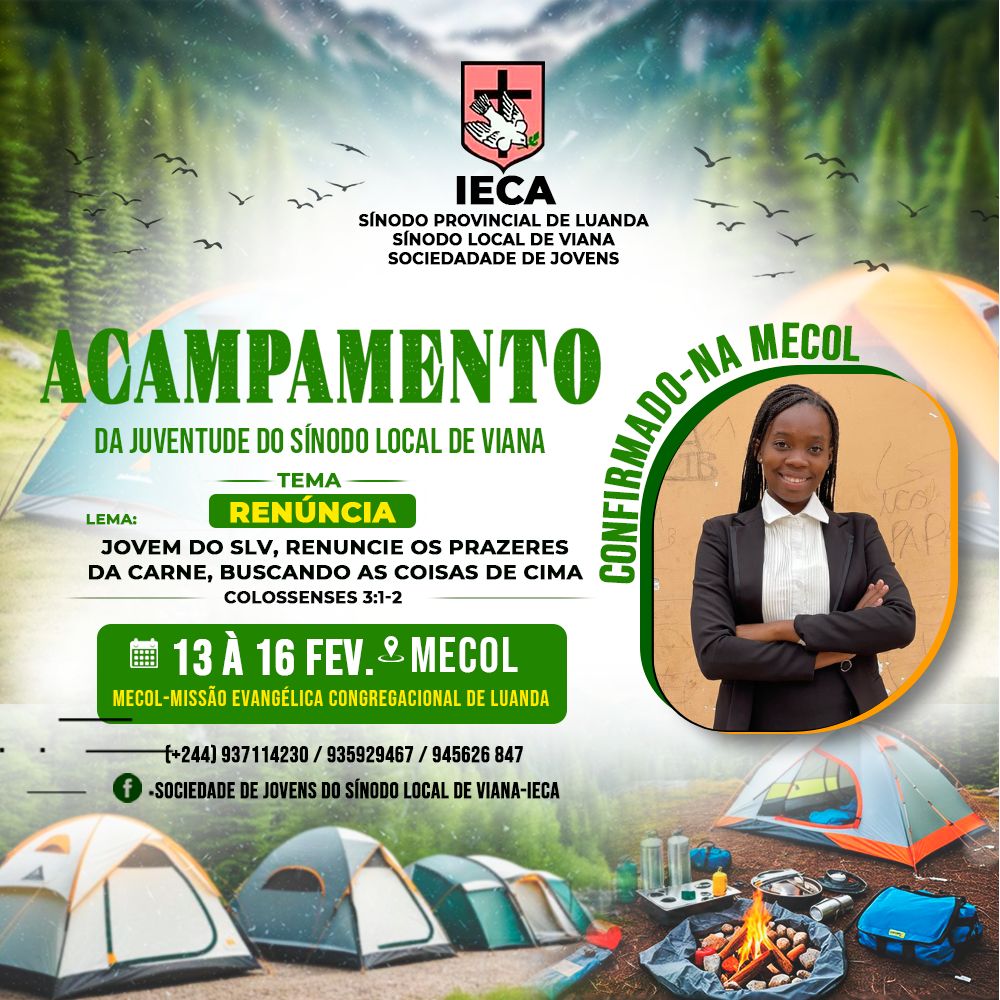 IECA
SÍNODO PROVINCIAL DE LUANDA
SÍNODO LOCAL DE VIANA
SOCIEDADADE DE JOVENS
ACAMPAMENTO
DA JUVENTUDE DO SÍNODO LOCAL DE VIANA
TEMA
RENÚNCIA
LEMA:
JOVEM DO SLV, RENUNCIE OS PRAZERES
DA CARNE, BUSCANDO AS COISAS DE CIMA
COLOSSENSES 3:1-2
13 À 16 FEV. MECOL
MECOL-MISSÃO EVANGÉLICA CONGREGACIONAL DE LUANDA
(+244) 937114230 / 935929467 / 945626 847
f -SOCIEDADE DE JOVENS DO SÍNODO LOCAL DE VIANA-IECA
CONFIRMADO-NA MECOL